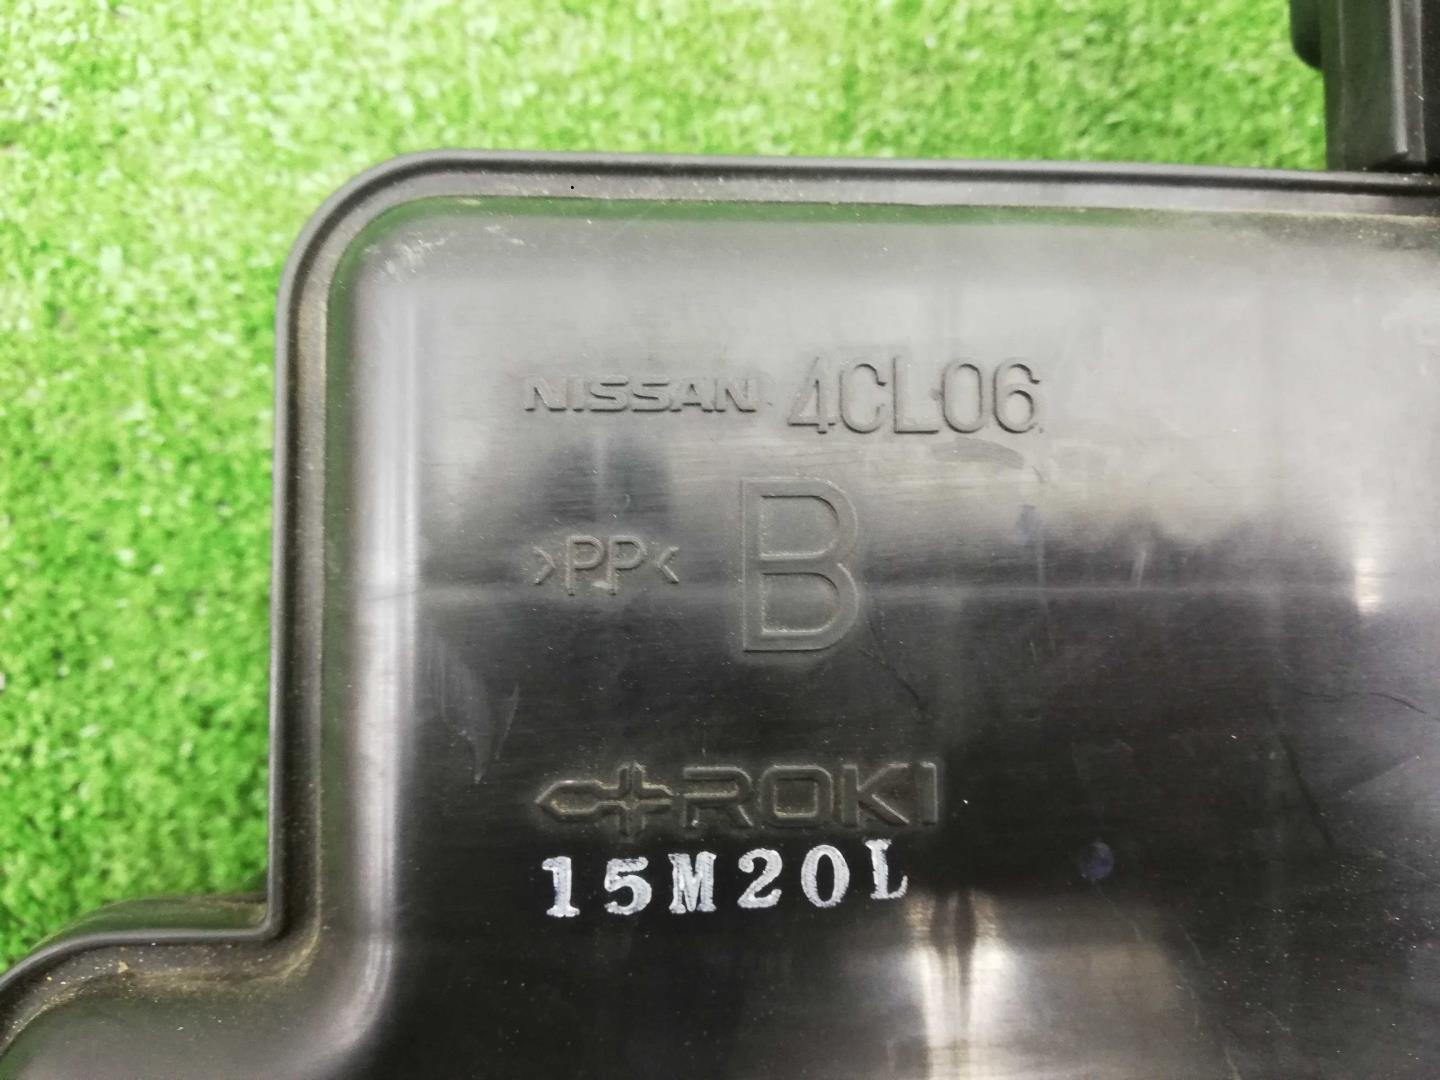 NISSAN 4CL06
>PP< B
ROKI
15M20L